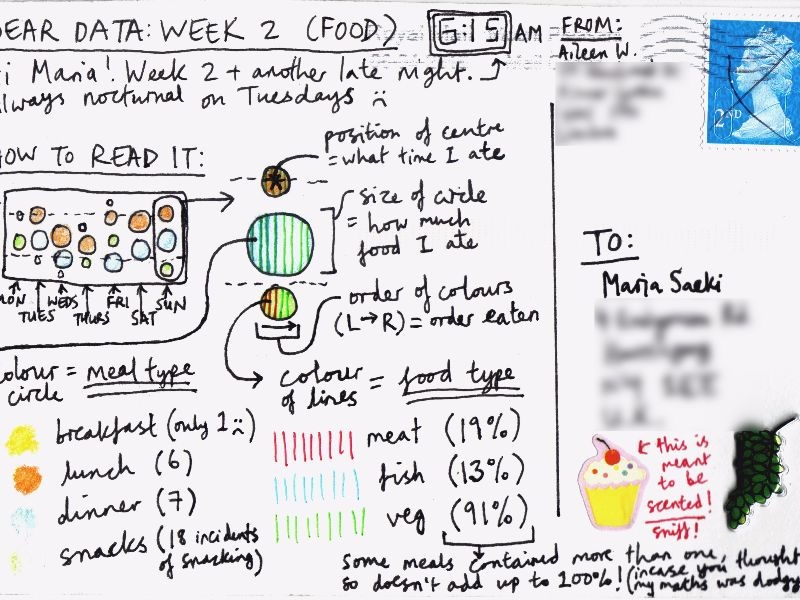 DEAR DATA: WEEK 2 (FOOD)
6:15 AM
Hi Maria! Week 2 + another late night.
Always nocturnal on Tuesdays
HOW TO READ IT:
MON
TUES
WEDS
THURS
FRI
SAT
SUN
position of centre
= what time I ate
size of circle
= how much
food I ate
order of colours
(L→R) = order eaten
colour = meal type
circle
breakfast (only 1 :( )
lunch (6)
dinner (7)
snacks (18 incidents
of snacking)
colour = food type
of lines
meat (19%)
fish (13%)
veg (91%)
Some meals contained more than one,
so doesn't add up to 100%! (incase you thought
my maths was dodgy
FROM:
Aileen W.
2ND
TO:
Maria Saeki
this is
meant
to be
scented!
sniff!